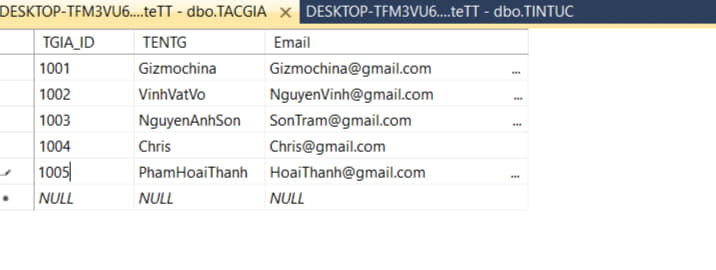 DESKTOP-TFM3VU6....teTT - dbo.TACGIA DESKTOP-TFM3VU6....teTT - dbo.TINTUC
TGIA_ID TENTG Email
1001 Gizmochina Gizmochina@gmail.com ...
1002 VinhVatVo NguyenVinh@gmail.com ...
1003 NguyenAnhSon SonTram@gmail.com ...
1004 Chris Chris@gmail.com
1005 PhamHoaiThanh HoaiThanh@gmail.com ...
NULL NULL NULL